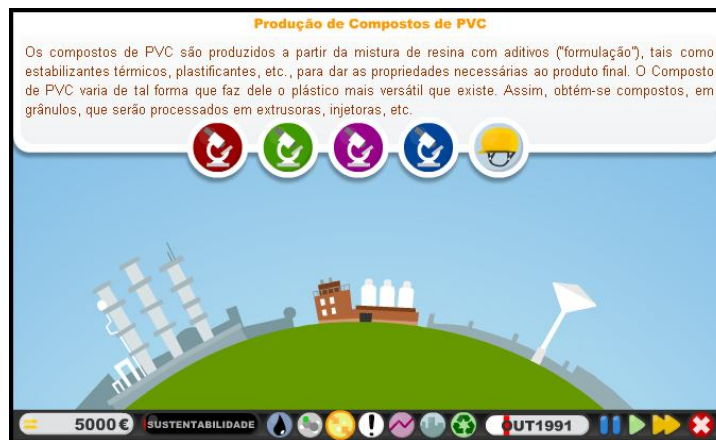 Produção de Compostos de PVC
Os compostos de PVC são produzidos a partir da mistura de resina com aditivos ("formulação"), tais como
estabilizantes térmicos, plastificantes, etc., para dar as propriedades necessárias ao produto final. O Composto
de PVC varia de tal forma que faz dele o plástico mais versátil que existe. Assim, obtém-se compostos, em
grânulos, que serão processados em extrusoras, injetoras, etc.
5000 € SUSTENTABILIDADE OUT1991